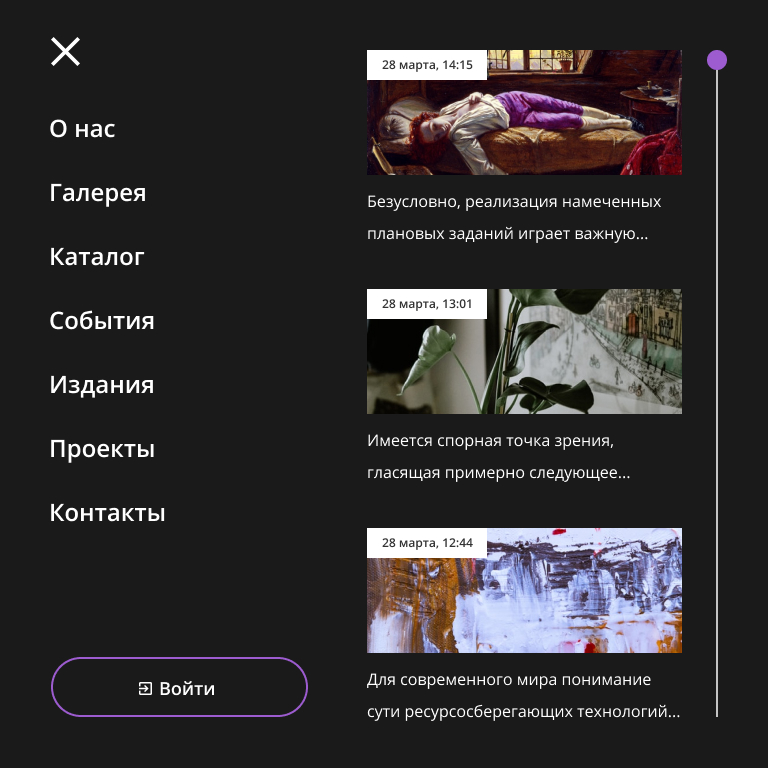 О нас
Галерея
Каталог
События
Издания
Проекты
Контакты
Войти
28 марта, 14:15
Безусловно, реализация намеченных
плановых заданий играет важную...
28 марта, 13:01
Имеется спорная точка зрения,
гласящая примерно следующее...
28 марта, 12:44
Для современного мира понимание
сути ресурсосберегающих технологий...